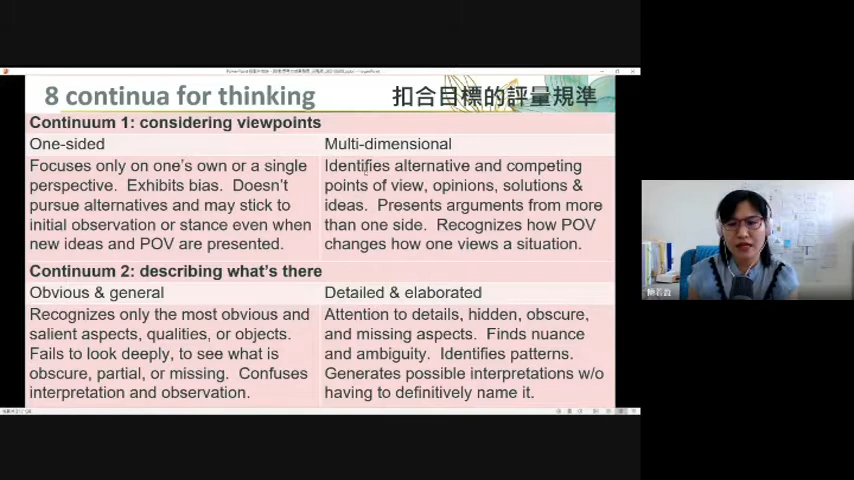 8 continua for thinking
扣合目標的評量規準
Continuum 1: considering viewpoints
One-sided
Multi-dimensional
Focuses only on one's own or a single
perspective. Exhibits bias. Doesn't
pursue alternatives and may stick to
initial observation or stance even when
new ideas and POV are presented.
Identifies alternative and competing
points of view, opinions, solutions &
ideas. Presents arguments from more
than one side. Recognizes how POV
changes how one views a situation.
Continuum 2: describing what's there
Obvious & general
Detailed & elaborated
Recognizes only the most obvious and
salient aspects, qualities, or objects.
Fails to look deeply, to see what is
obscure, partial, or missing. Confuses
interpretation and observation.
Attention to details, hidden, obscure,
and missing aspects. Finds nuance
and ambiguity. Identifies patterns.
Generates possible interpretations w/o
having to definitively name it.